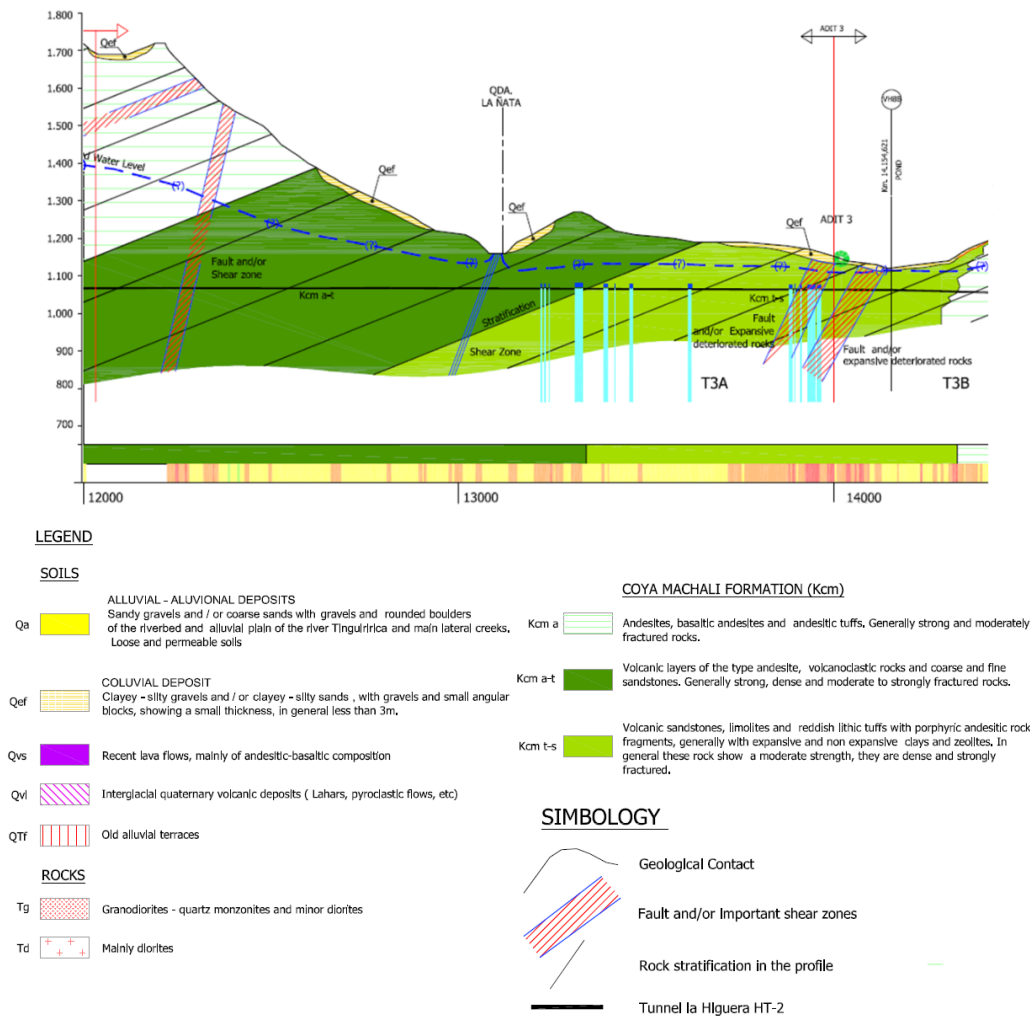 1.800
1.700
1.600
1.500
1.400
1.300
1.200
1.100
1,000
900
800
700
Qef
d Water Level
(?)
(?)
(?)
(?)
(?)
(?)
(?)
(?)
(?)
(?)
Qef
QDA.
LA ÑATA
Qef
ADIT 3
VH8B
Km. 14,154,621
POND
Qef
ADIT 3
Fault and/or
Shear zone
Kcm a-t
Stratification
Shear Zone
Kcm t-s
Fault
and/or Expansive
deteriorated rocks
Fault and/or
expansive deteriorated rocks
T3A
T3B
12000
13000
14000
LEGEND
SOILS
Qa
ALLUVIAL - ALUVIONAL DEPOSITS
Sandy gravels and / or coarse sands with gravels and rounded boulders
of the riverbed and alluvial plain of the river Tinguiririca and main lateral creeks.
Loose and permeable soils
Qef
COLUVIAL DEPOSIT
Clayey - silty gravels and / or clayey - silty sands , with gravels and small angular
blocks, showing a small thickness, in general less than 3m.
Qvs
Recent lava flows, mainly of andesitic-basaltic composition
Qvl
Interglacial quaternary volcanic deposits ( Lahars, pyroclastic flows, etc)
QTf
Old alluvial terraces
ROCKS
Tg
Granodiorites - quartz monzonites and minor diorites
Td
Mainly diorites
COYA MACHALI FORMATION (Kcm)
Kcm a
Andesites, basaltic andesites and andesitic tuffs. Generally strong and moderately
fractured rocks.
Kcm a-t
Volcanic layers of the type andesite, volcanoclastic rocks and coarse and fine
sandstones. Generally strong, dense and moderate to strongly fractured rocks.
Kcm t-s
Volcanic sandstones, limolites and reddish lithic tuffs with porphyric andesitic rock
fragments, generally with expansive and non expansive clays and zeolites. In
general these rock show a moderate strength, they are dense and strongly
fractured.
SIMBOLOGY
Geological Contact
Fault and/or Important shear zones
Rock stratification in the profile
Tunnel la Higuera HT-2